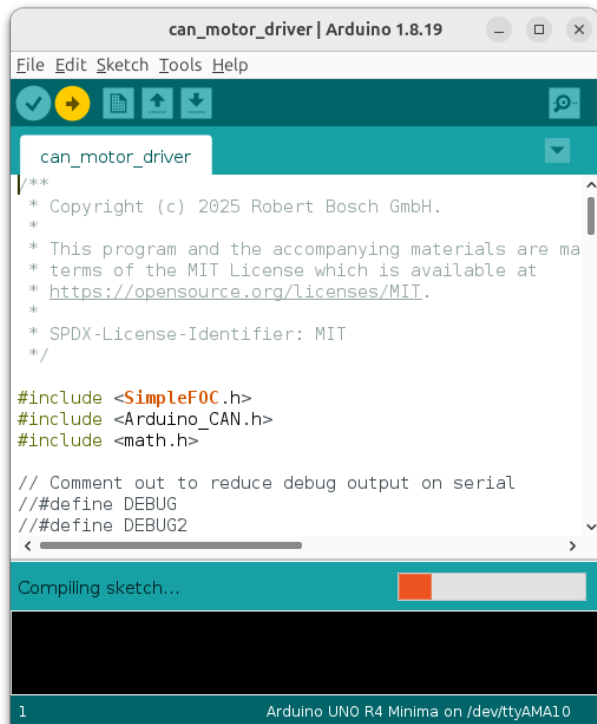 can_motor_driver | Arduino 1.8.19
File Edit Sketch Tools Help
can_motor_driver
/**
 * Copyright (c) 2025 Robert Bosch GmbH.
 *
 * This program and the accompanying materials are ma
 * terms of the MIT License which is available at
 * https://opensource.org/licenses/MIT.
 *
 * SPDX-License-Identifier: MIT
 */
#include <SimpleFOC.h>
#include <Arduino_CAN.h>
#include <math.h>
// Comment out to reduce debug output on serial
//#define DEBUG
//#define DEBUG2
Compiling sketch...
1 Arduino UNO R4 Minima on /dev/ttyAMA10